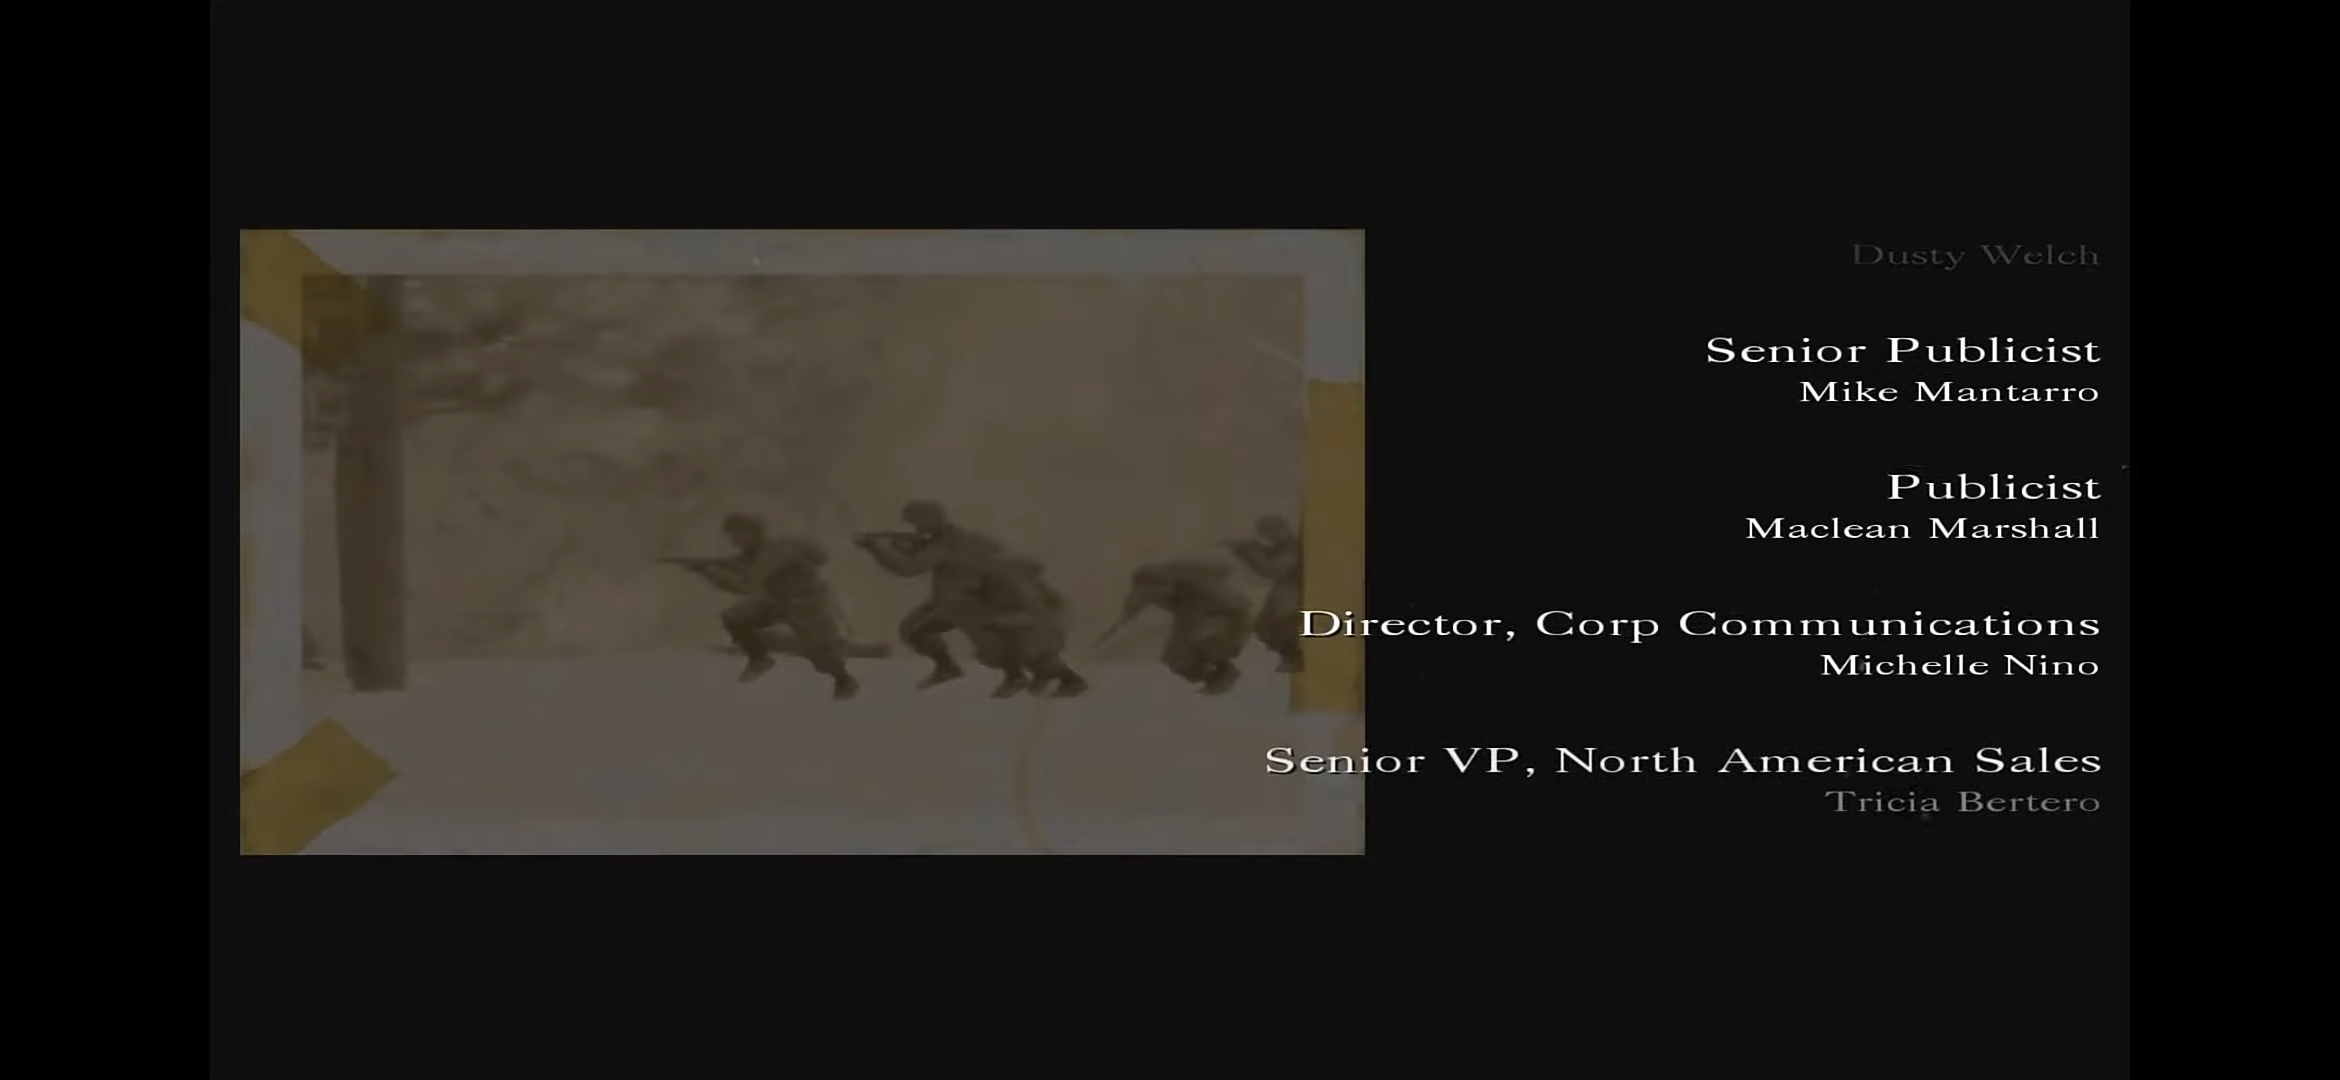 Dusty Welch
Senior Publicist
Mike Mantarro
Publicist
Maclean Marshall
Director, Corp Communications
Michelle Nino
Senior VP, North American Sales
Tricia Bertero